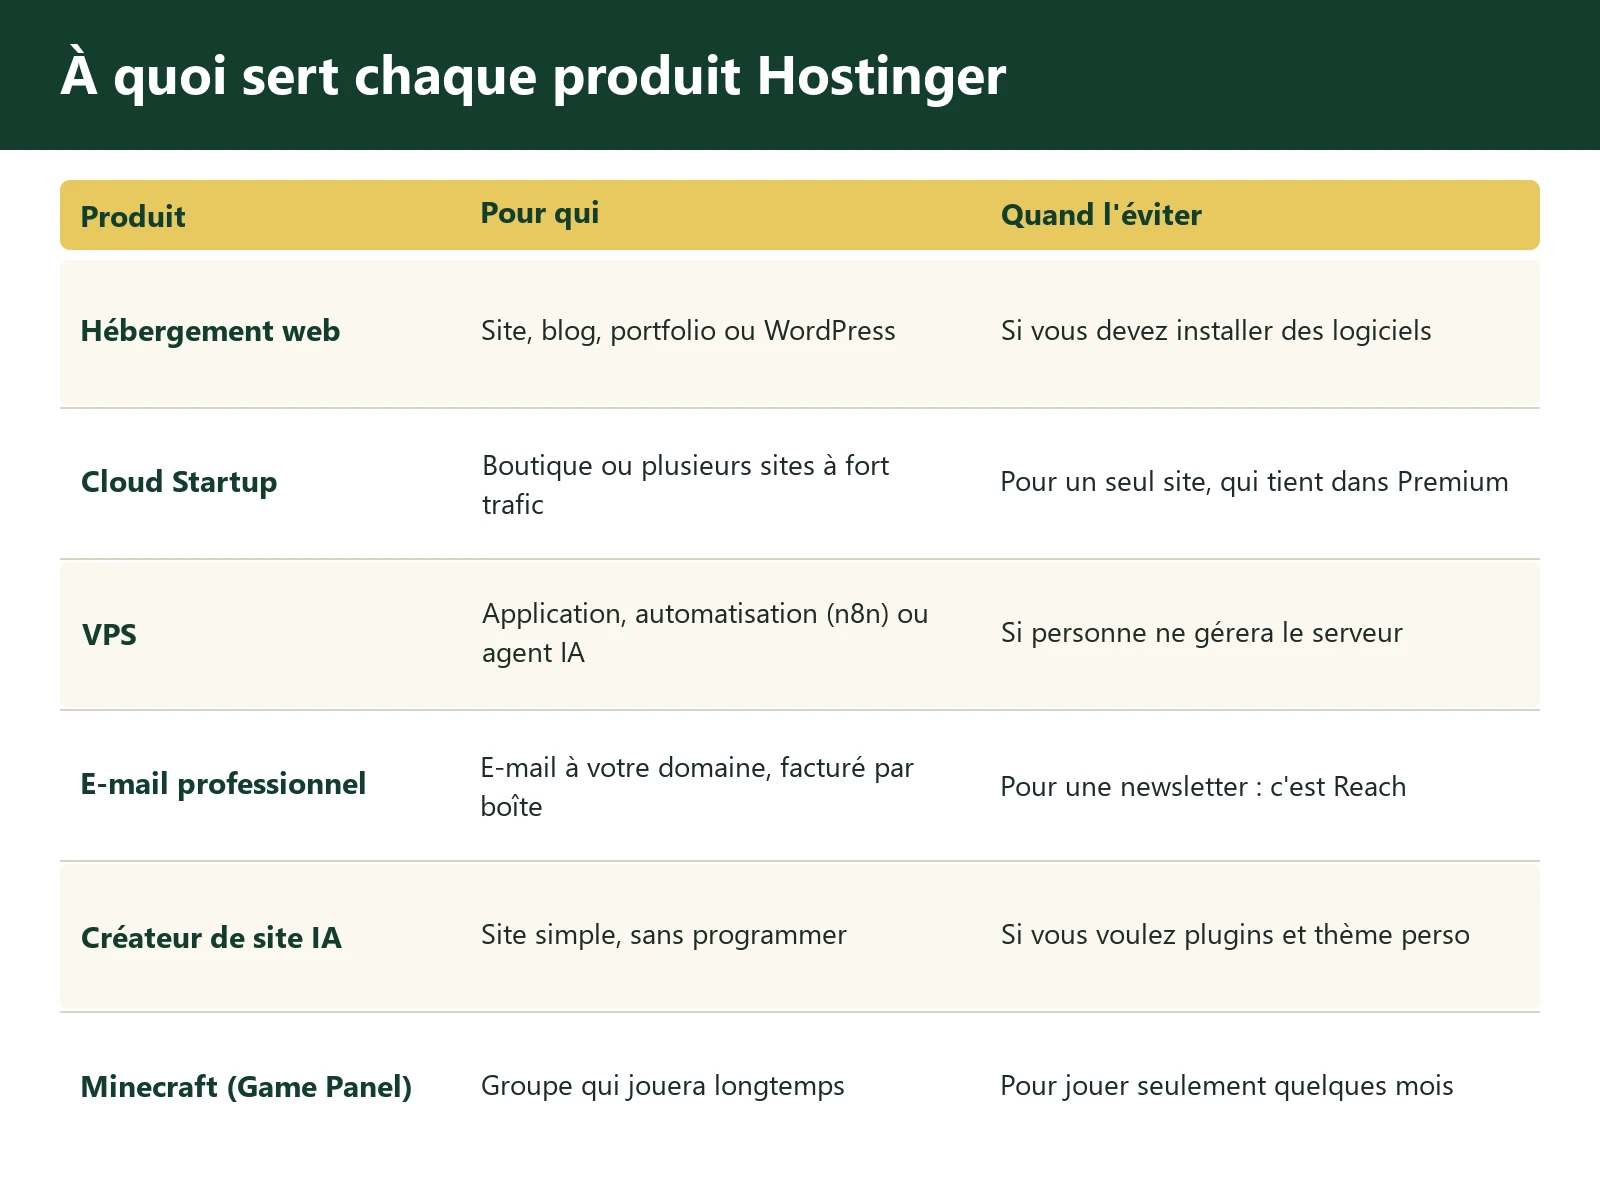 À quoi sert chaque produit Hostinger
Produit
Pour qui
Quand l'éviter
Hébergement web
Site, blog, portfolio ou WordPress
Si vous devez installer des logiciels
Cloud Startup
Boutique ou plusieurs sites à fort
trafic
Pour un seul site, qui tient dans Premium
VPS
Application, automatisation (n8n) ou
agent IA
Si personne ne gérera le serveur
E-mail professionnel
E-mail à votre domaine, facturé par
boîte
Pour une newsletter : c'est Reach
Créateur de site IA
Site simple, sans programmer
Si vous voulez plugins et thème perso
Minecraft (Game Panel)
Groupe qui jouera longtemps
Pour jouer seulement quelques mois